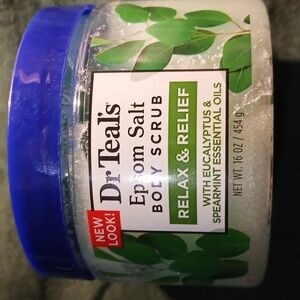 NEW
LOOK!
Dr Teal's
Epsom Salt
BODY SCRUB
RELAX & RELIEF
WITH EUCALYPTUS &
SPEARMINT ESSENTIAL OILS
NET WT. 16 OZ / 454 g